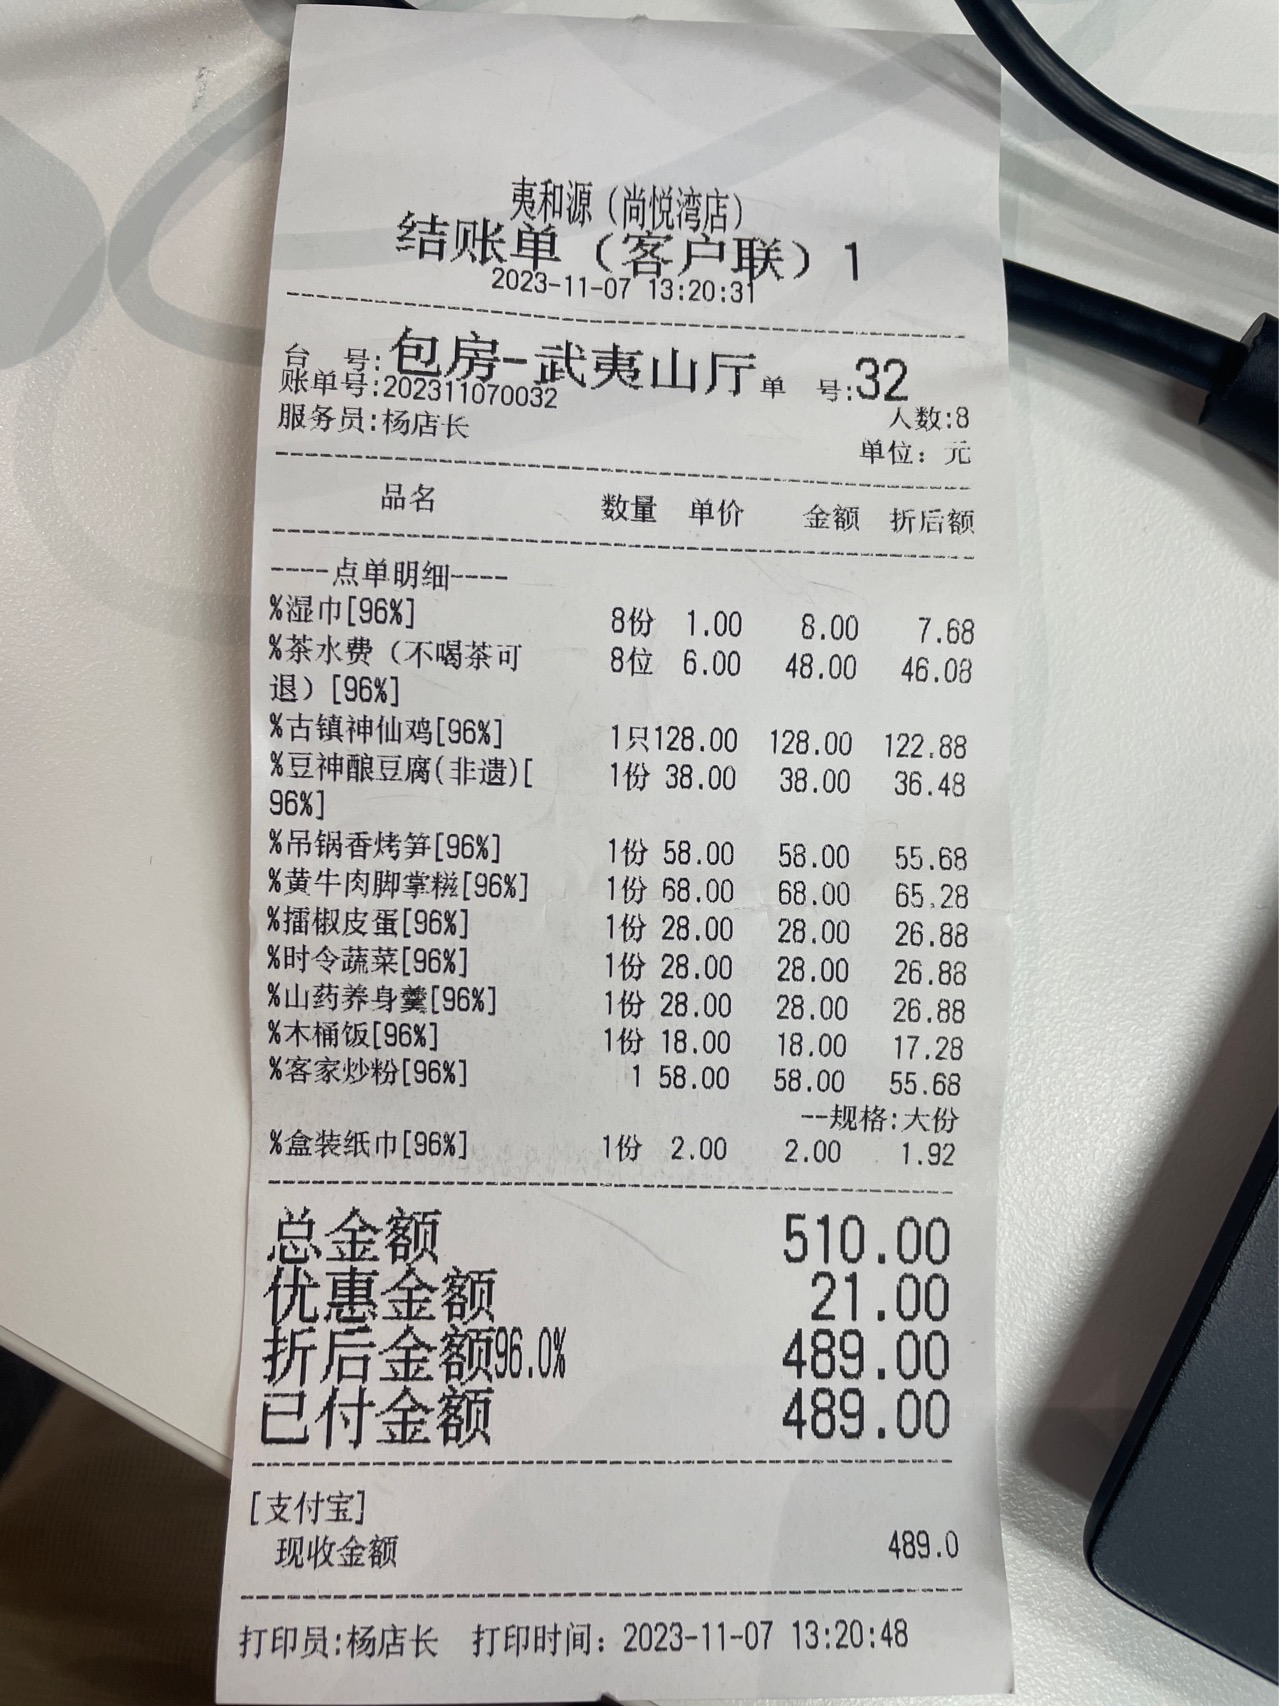 夷和源（尚悦湾店）
结账单（客户联）1
2023-11-07 13:20:31
台 号:包房-武夷山厅 单 号:32
账单号:202311070032 人数:8
服务员:杨店长 单位：元
品名 数量 单价 金额 折后额
----点单明细----
%湿巾[96%] 8份 1.00 8.00 7.68
%茶水费（不喝茶可 8位 6.00 48.00 46.08
退）[96%]
%古镇神仙鸡[96%] 1只128.00 128.00 122.88
%豆神酿豆腐(非遗)[ 1份 38.00 38.00 36.48
96%]
%吊锅香烤笋[96%] 1份 58.00 58.00 55.68
%黄牛肉脚掌糍[96%] 1份 68.00 68.00 65.28
%擂椒皮蛋[96%] 1份 28.00 28.00 26.88
%时令蔬菜[96%] 1份 28.00 28.00 26.88
%山药养身羹[96%] 1份 28.00 28.00 26.88
%木桶饭[96%] 1份 18.00 18.00 17.28
%客家炒粉[96%] 1 58.00 58.00 55.68
--规格:大份
%盒装纸巾[96%] 1份 2.00 2.00 1.92
总金额 510.00
优惠金额 21.00
折后金额96.0% 489.00
已付金额 489.00
[支付宝]
现收金额 489.0
打印员:杨店长 打印时间：2023-11-07 13:20:48